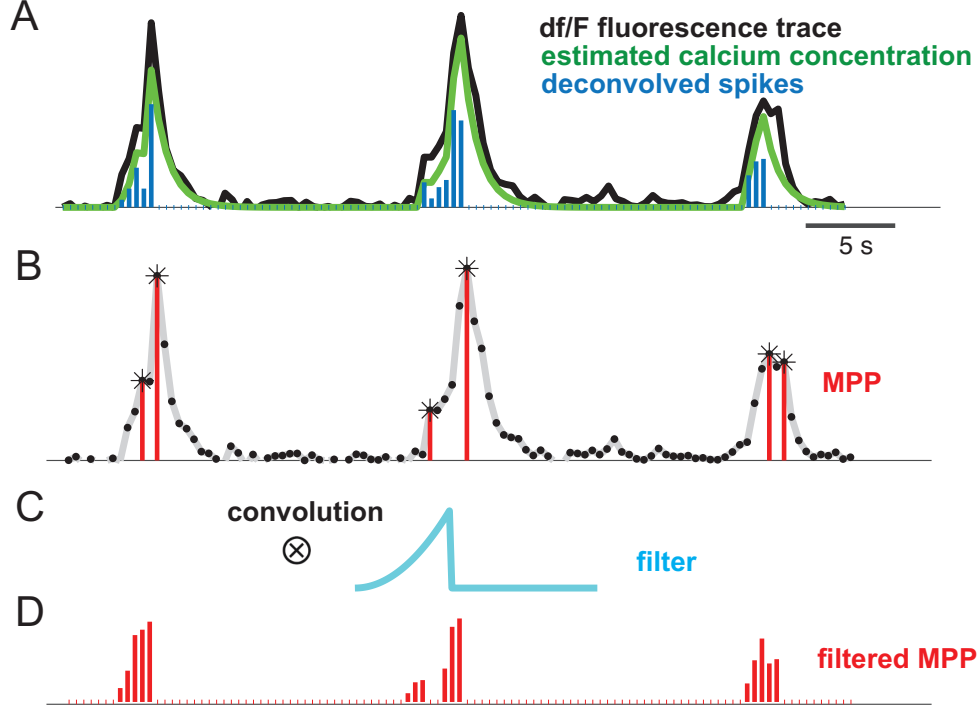 A
df/F fluorescence trace
estimated calcium concentration
deconvolved spikes
5 s
B
MPP
C
convolution
filter
D
filtered MPP